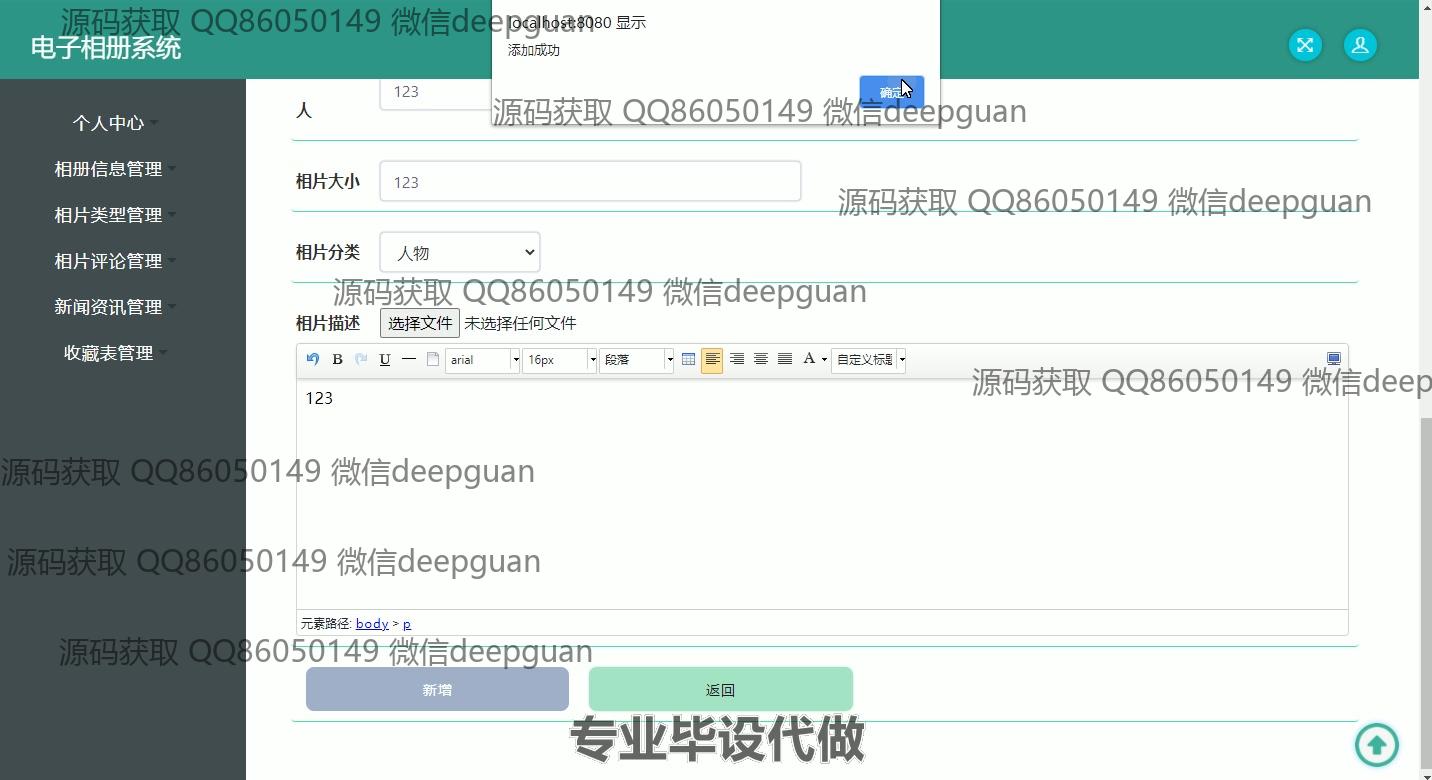 源码获取 QQ86050149 微信deepguan
localhost:8080 显示
电子相册系统
添加成功
确定
源码获取 QQ86050149 微信deepguan
人
123
个人中心
相册信息管理
相片类型管理
相片评论管理
新闻资讯管理
收藏表管理
相片大小
123
源码获取 QQ86050149 微信deepguan
相片分类
人物
源码获取 QQ86050149 微信deepguan
相片描述 选择文件 未选择任何文件
B U arial 16px 段落 A 自定义标题
源码获取 QQ86050149 微信deep
123
源码获取 QQ86050149 微信deepguan
源码获取 QQ86050149 微信deepguan
元素路径: body > p
源码获取 QQ86050149 微信deepguan
新增 返回
专业毕设代做